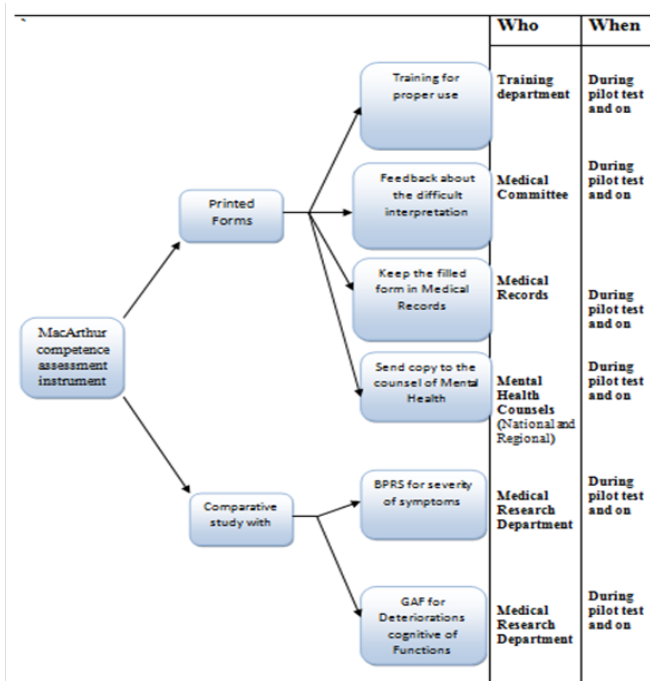 `
Who When
Training for
proper use
Training
department
During
pilot test
and on
Feedback about
the difficult
interpretation
Medical
Committee
During
pilot test
and on
Printed
Forms
Keep the filled
form in Medical
Records
Medical
Records
During
pilot test
and on
MacArthur
competence
assessment
instrument
Send copy to the
counsel of Mental
Health
Mental
Health
Counsels
(National and
Regional)
During
pilot test
and on
Comparative
study with
BPRS for severity
of symptoms
Medical
Research
Department
During
pilot test
and on
GAF for
Deteriorations
cognitive of
Functions
Medical
Research
Department
During
pilot test
and on